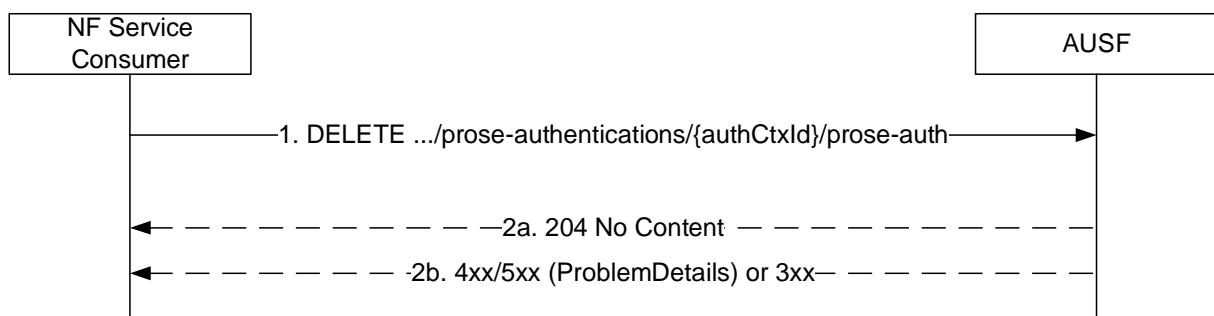 NF Service
Consumer
AUSF
1. DELETE .../prose-authentications/{authCtxId}/prose-auth
2a. 204 No Content
2b. 4xx/5xx (ProblemDetails) or 3xx